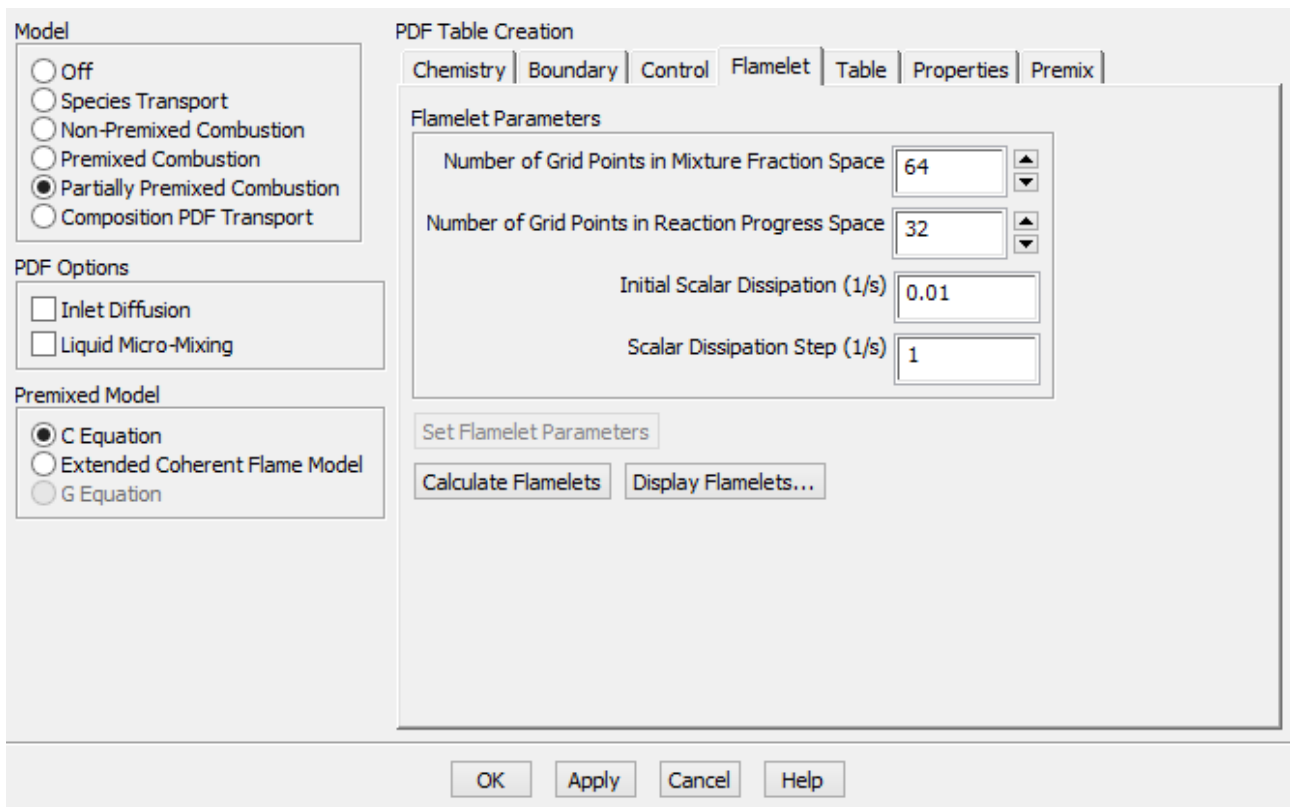 Model
Off
Species Transport
Non-Premixed Combustion
Premixed Combustion
Partially Premixed Combustion
Composition PDF Transport
PDF Options
Inlet Diffusion
Liquid Micro-Mixing
Premixed Model
C Equation
Extended Coherent Flame Model
G Equation
PDF Table Creation
Chemistry Boundary Control Flamelet Table Properties Premix
Flamelet Parameters
Number of Grid Points in Mixture Fraction Space 64
Number of Grid Points in Reaction Progress Space 32
Initial Scalar Dissipation (1/s) 0.01
Scalar Dissipation Step (1/s) 1
Set Flamelet Parameters
Calculate Flamelets Display Flamelets...
OK Apply Cancel Help